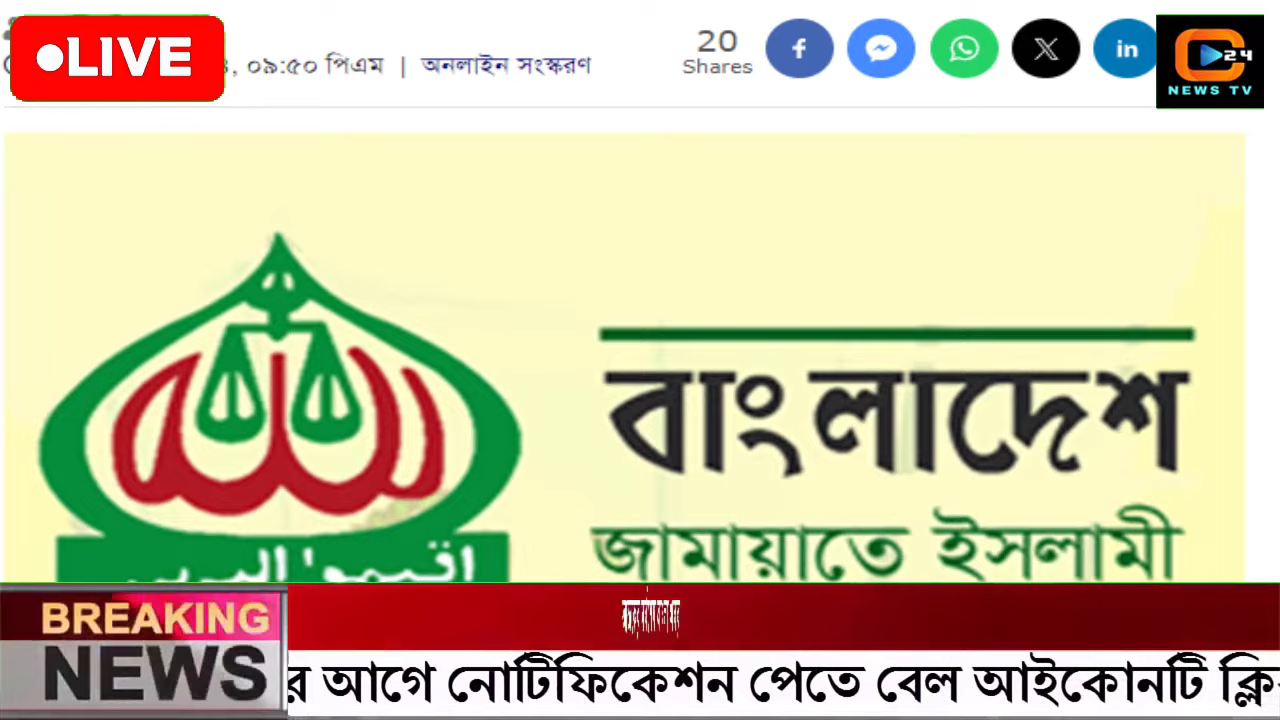 LIVE
, ০৯:৫০ পিএম | অনলাইন সংস্করণ
20
Shares
24
NEWS TV
বাংলাদেশ
জামায়াতে ইসলামী
BREAKING
NEWS
র আগে নোটিফিকেশন পেতে বেল আইকোনটি